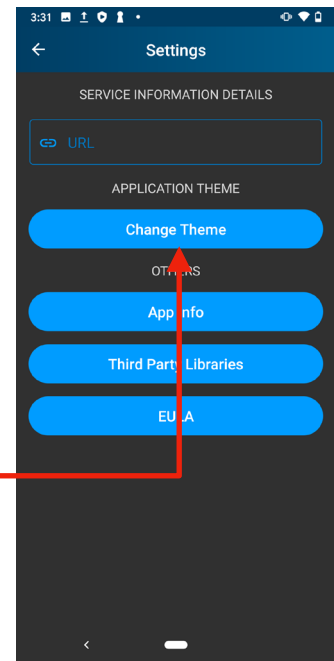 3:31
Settings
SERVICE INFORMATION DETAILS
URL
APPLICATION THEME
Change Theme
OTHERS
App Info
Third Party Libraries
EULA